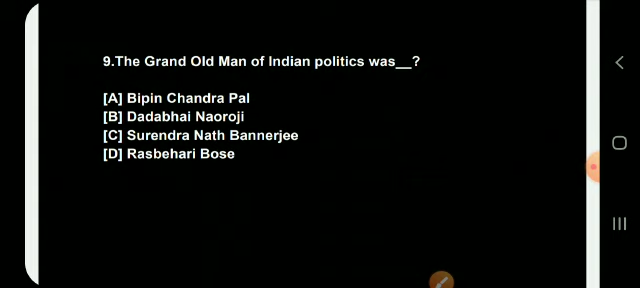 9.The Grand Old Man of Indian politics was__?
[A] Bipin Chandra Pal
[B] Dadabhai Naoroji
[C] Surendra Nath Bannerjee
[D] Rasbehari Bose